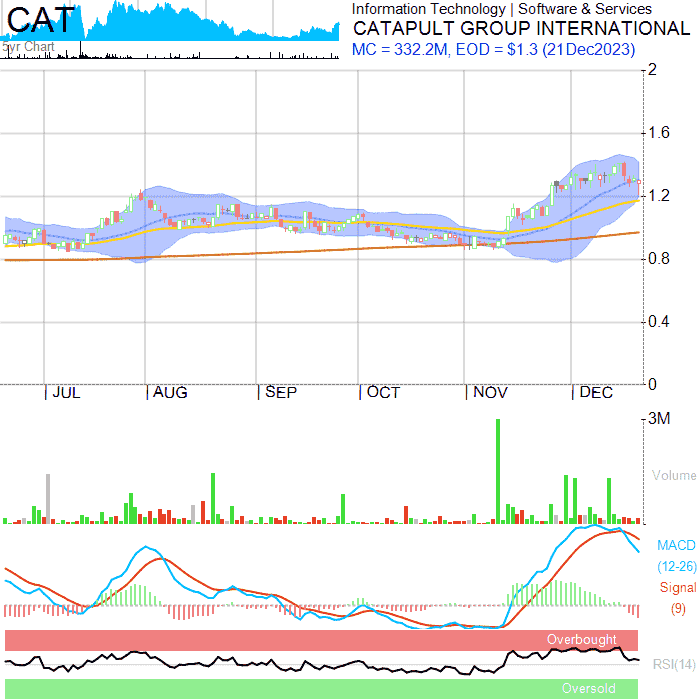 CAT
5yr Chart
Information Technology | Software & Services
CATAPULT GROUP INTERNATIONAL
MC = 332.2M, EOD = $1.3 (21Dec2023)
2
1.6
1.2
0.8
0.4
0
JUL AUG SEP OCT NOV DEC
3M
Volume
MACD
(12-26)
Signal
(9)
Overbought
RSI(14)
Oversold